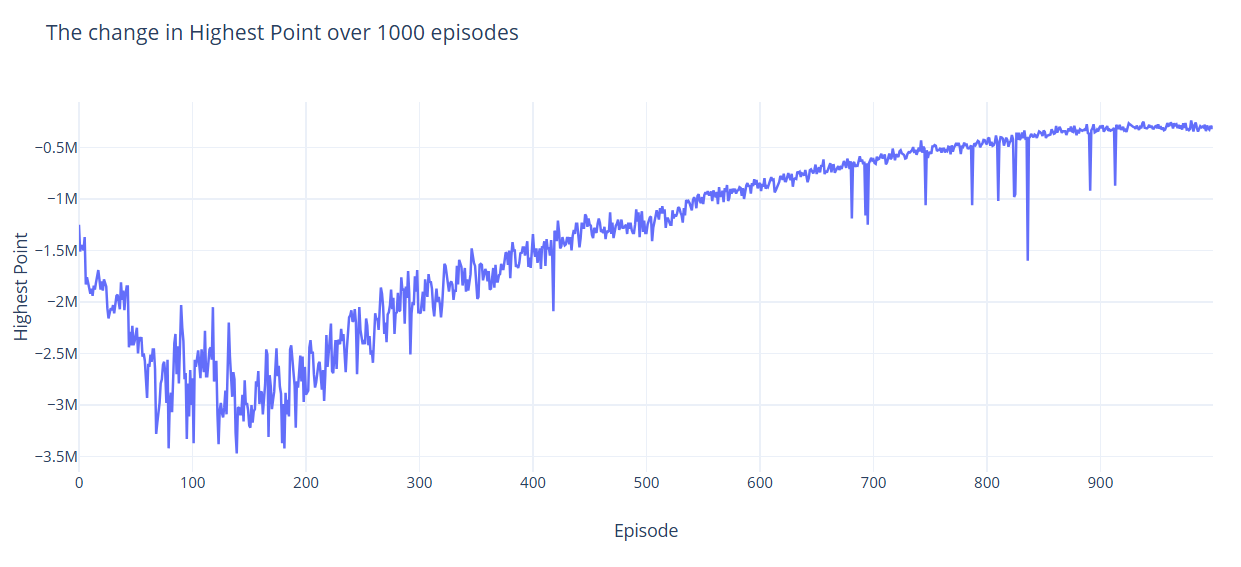 The change in Highest Point over 1000 episodes
Highest Point
−0.5M
−1M
−1.5M
−2M
−2.5M
−3M
−3.5M
0 100 200 300 400 500 600 700 800 900
Episode